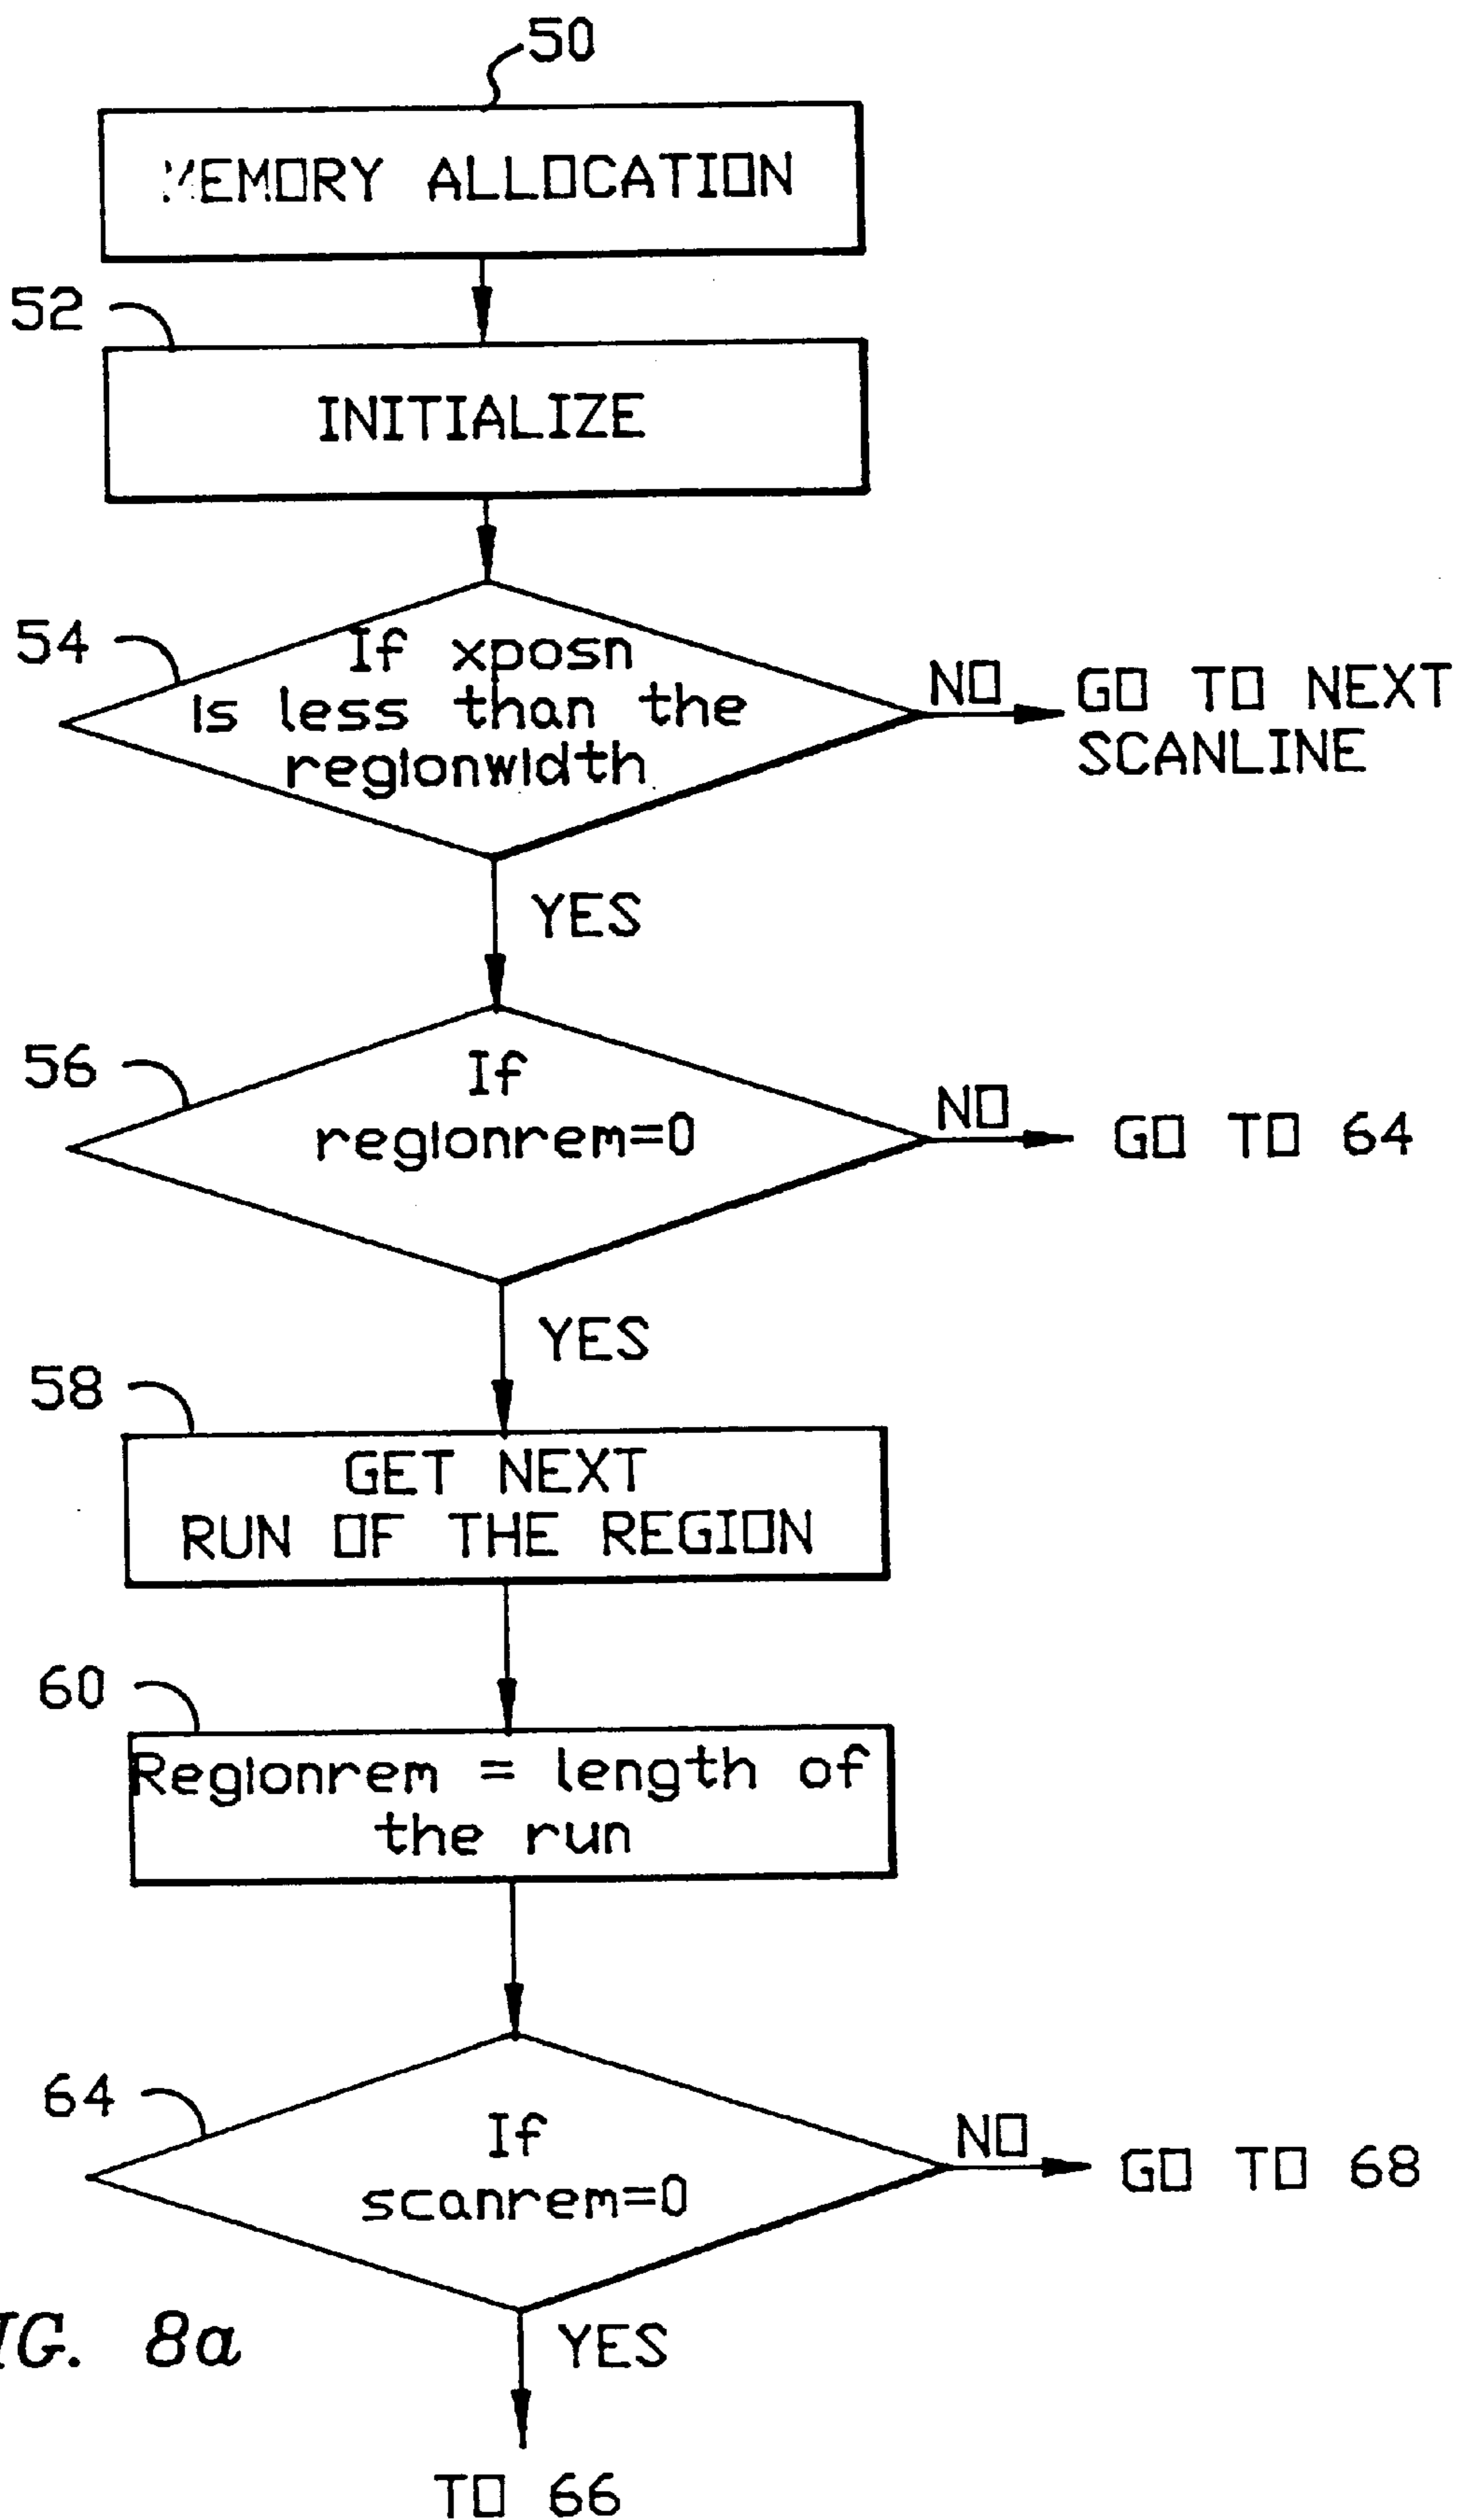 50
MEMORY ALLOCATION
52
INITIALIZE
54
If xposn
is less than the
regionwidth
NO
GO TO NEXT
SCANLINE
YES
56
If
regionrem=0
NO
GO TO 64
YES
58
GET NEXT
RUN OF THE REGION
60
Regionrem = length of
the run
64
If
scanrem=0
NO
GO TO 68
YES
IG. 8a
TO 66